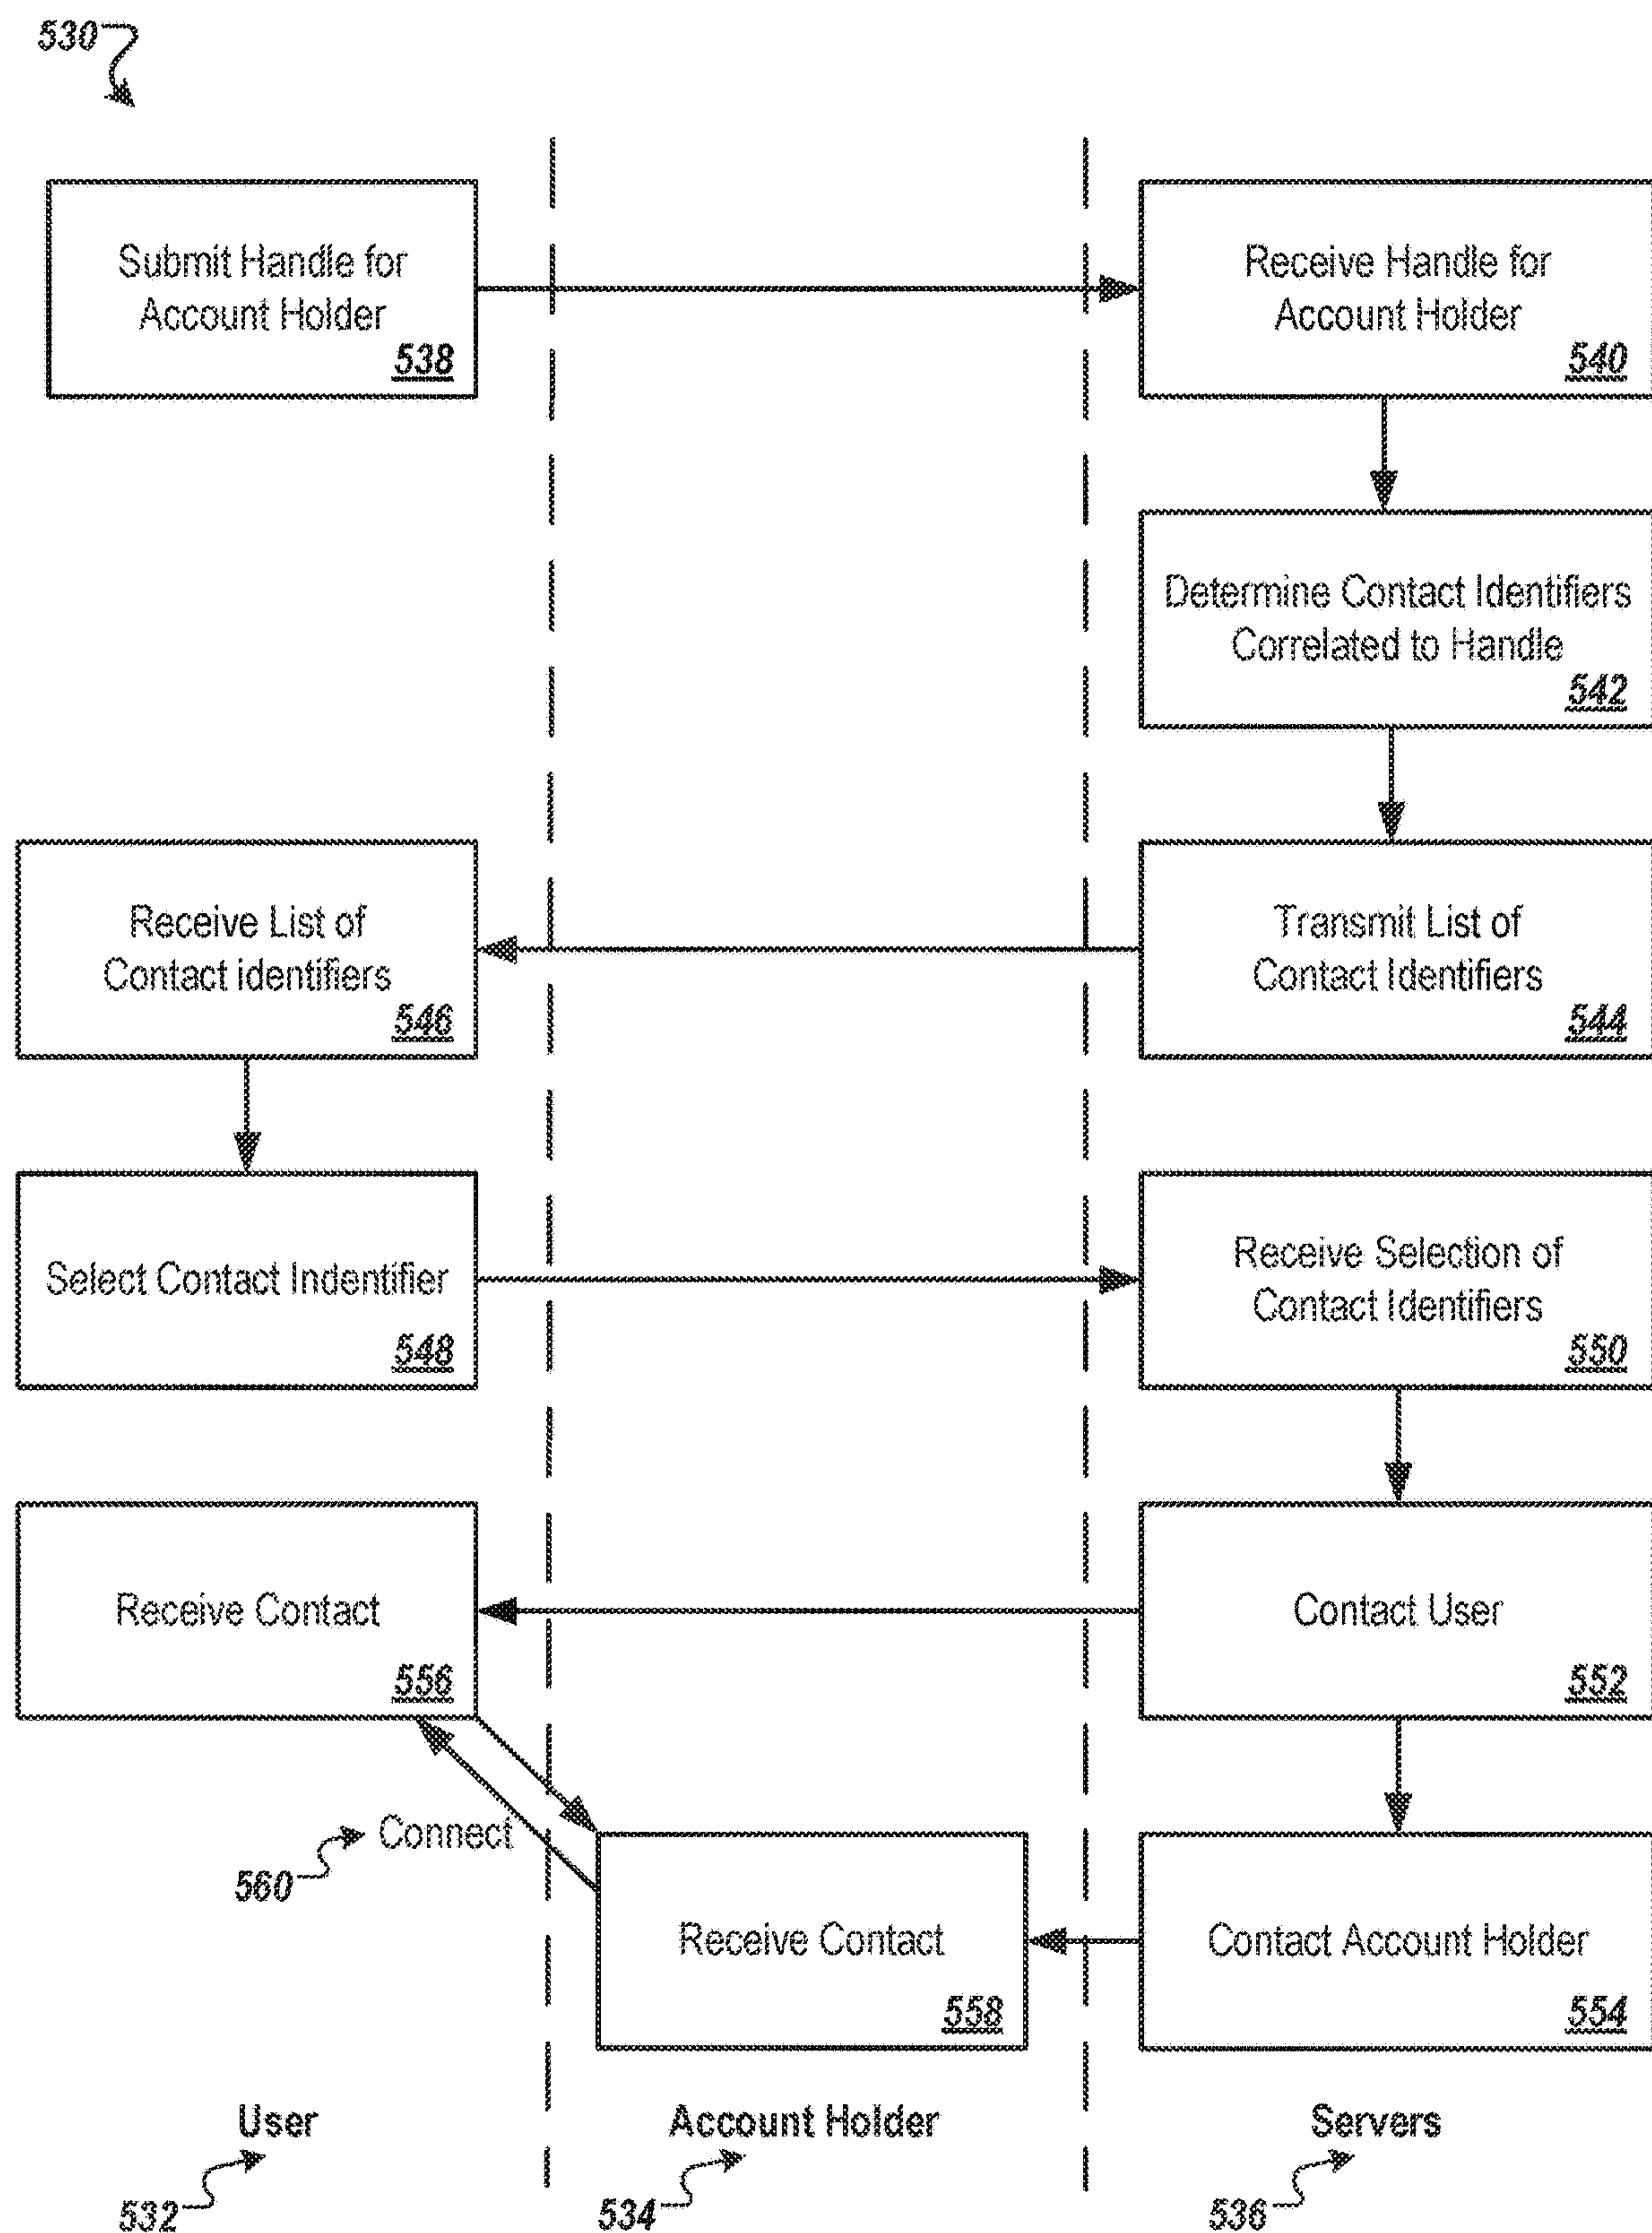 530
Submit Handle for
Account Holder
538
Receive Handle for
Account Holder
540
Determine Contact Identifiers
Correlated to Handle
542
Receive List of
Contact identifiers
546
Transmit List of
Contact Identifiers
544
Select Contact Indentifier
548
Receive Selection of
Contact Identifiers
550
Receive Contact
556
Contact User
552
Connect
560
Receive Contact
558
Contact Account Holder
554
User
532
Account Holder
534
Servers
536